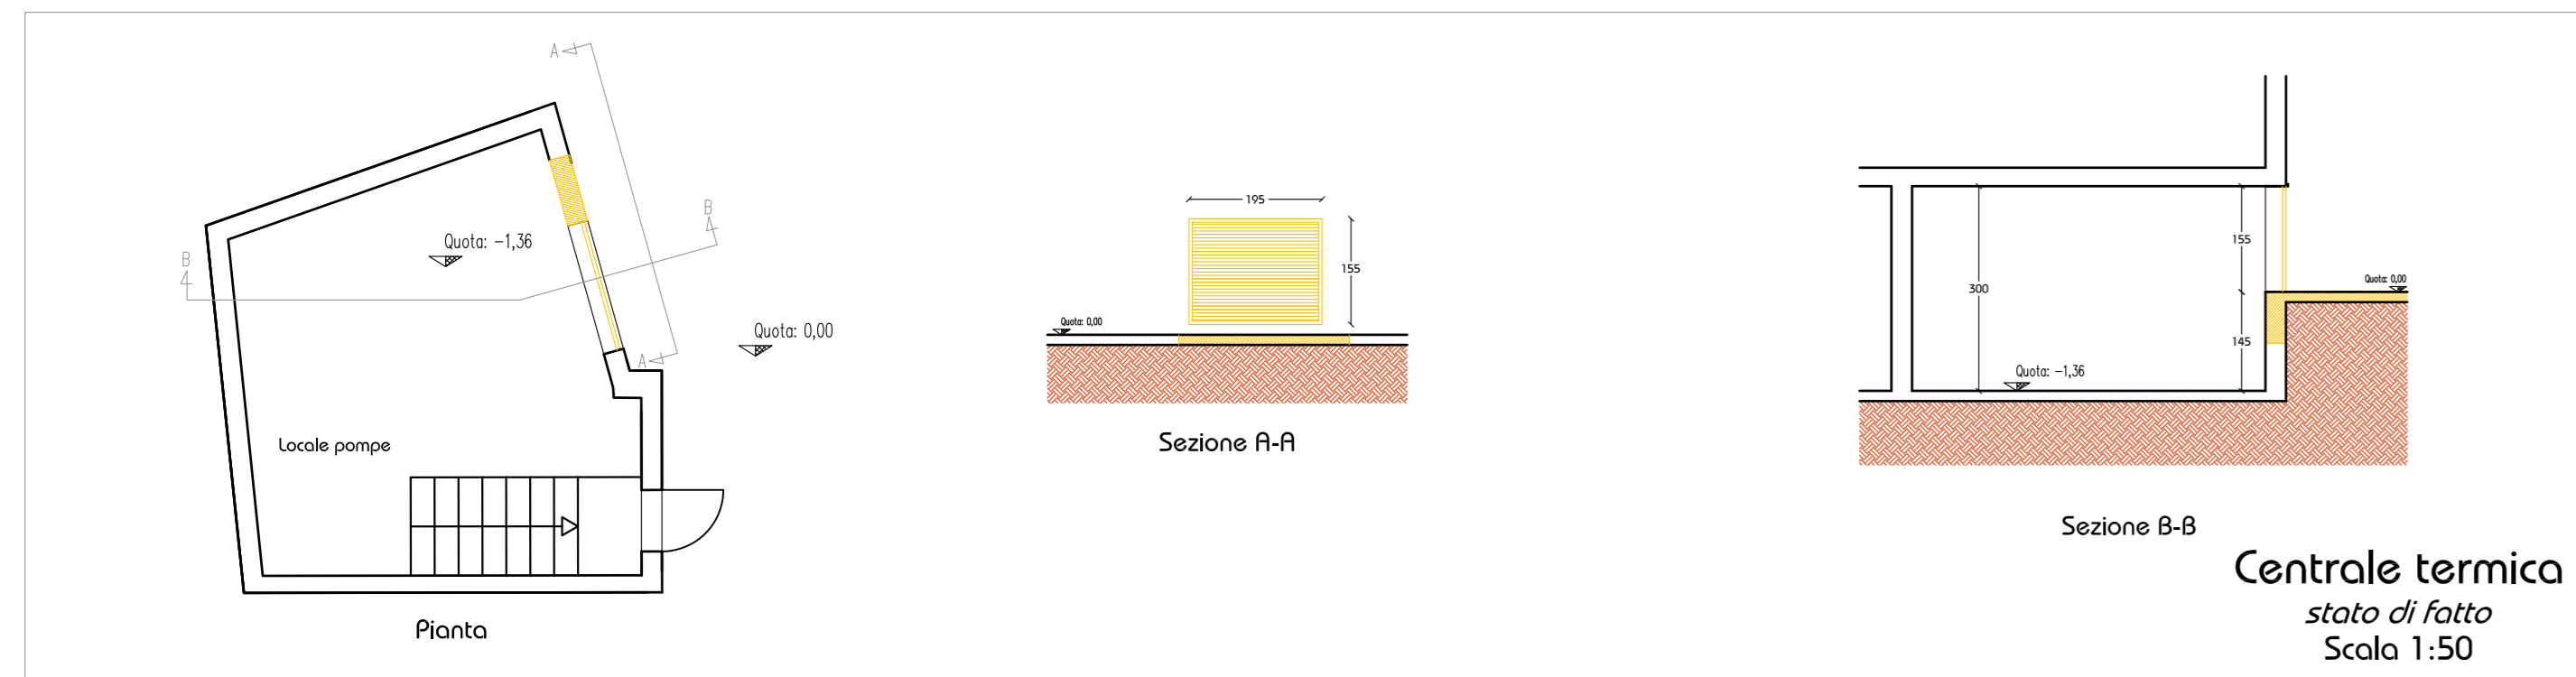 A
B
Quota: -1,36
B
Quota: 0,00
A
Locale pompe
Pianta
195
155
Quota: 0,00
Sezione A-A
300
155
145
Quota: 0,00
Quota: -1,36
Sezione B-B
Centrale termica
stato di fatto
Scala 1:50